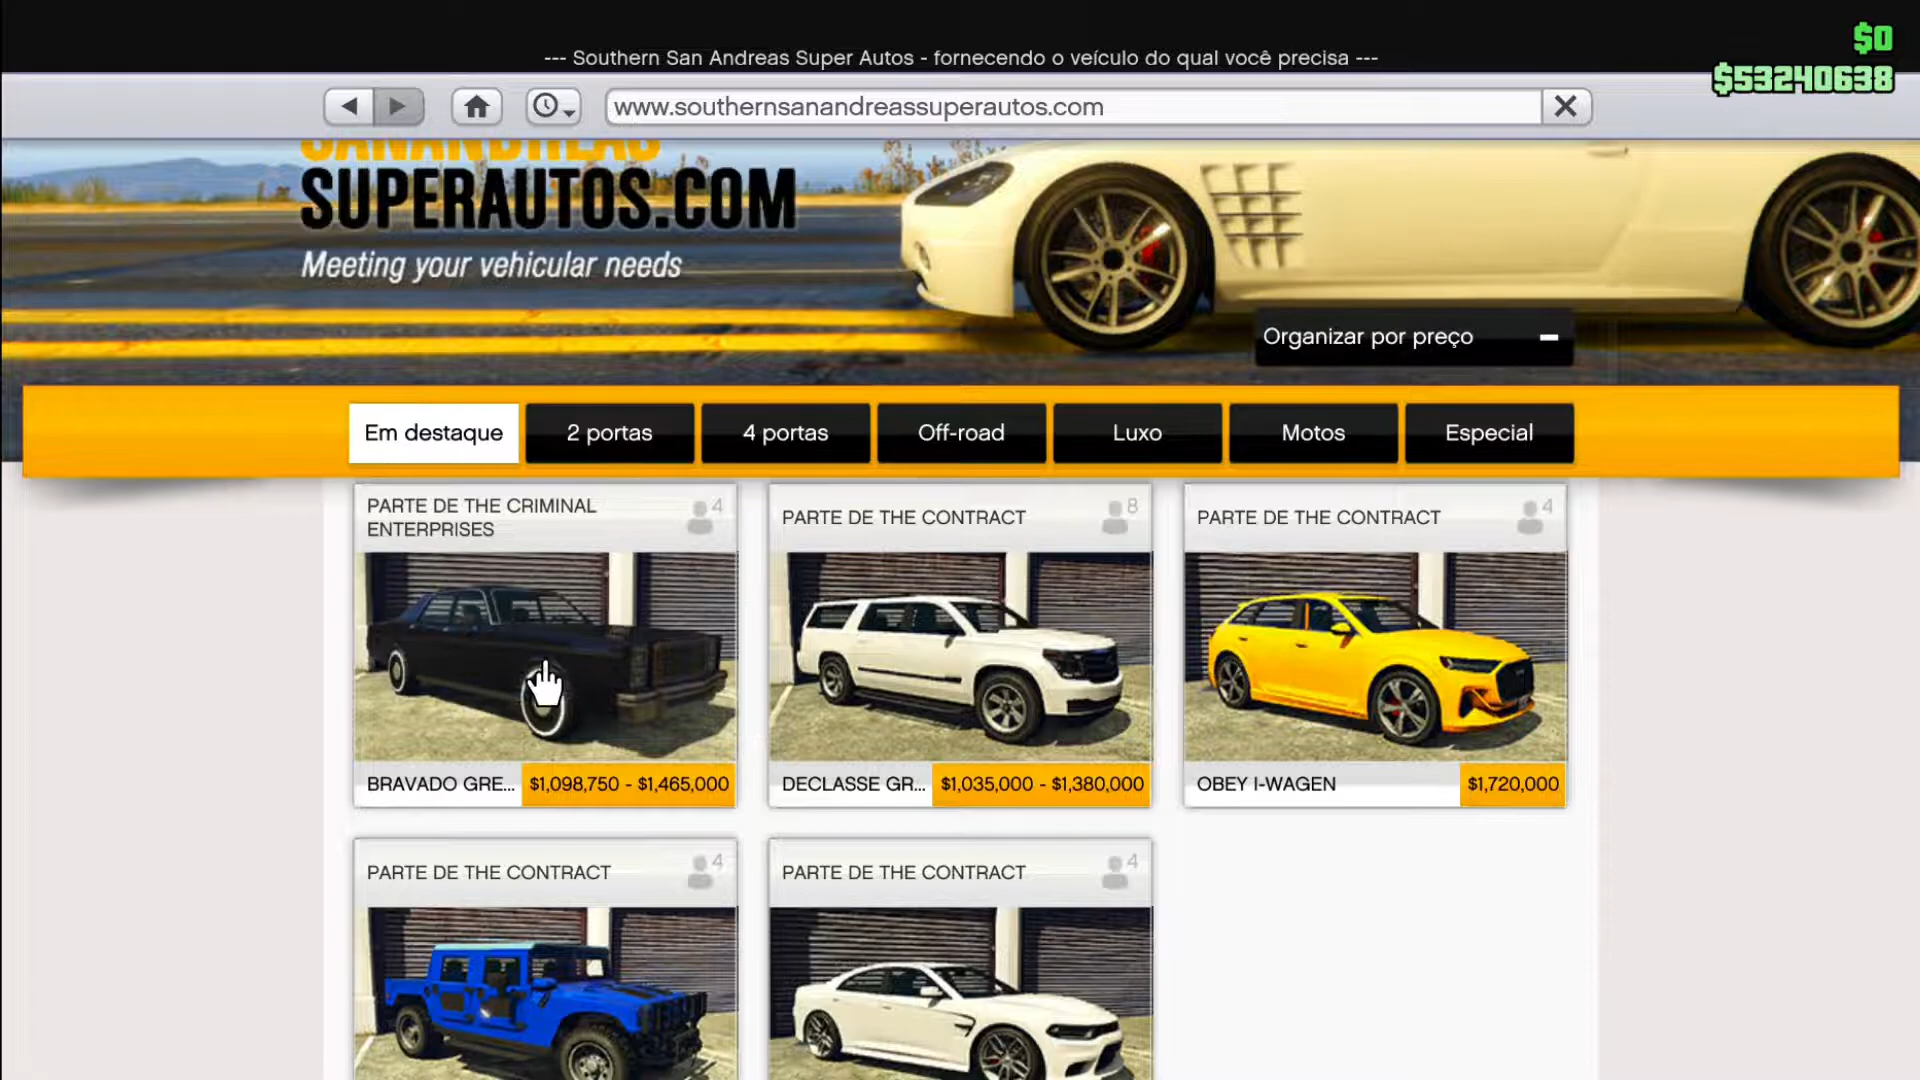 $0
--- Southern San Andreas Super Autos - fornecendo o veículo do qual você precisa ---
$53240638
www.southernsanandreassuperautos.com
SANANDREAS
SUPERAUTOS.COM
Meeting your vehicular needs
Organizar por preço
Em destaque
2 portas
4 portas
Off-road
Luxo
Motos
Especial
PARTE DE THE CRIMINAL
ENTERPRISES
4
PARTE DE THE CONTRACT
8
PARTE DE THE CONTRACT
4
BRAVADO GRE...
$1,098,750 - $1,465,000
DECLASSE GR...
$1,035,000 - $1,380,000
OBEY I-WAGEN
$1,720,000
PARTE DE THE CONTRACT
4
PARTE DE THE CONTRACT
4